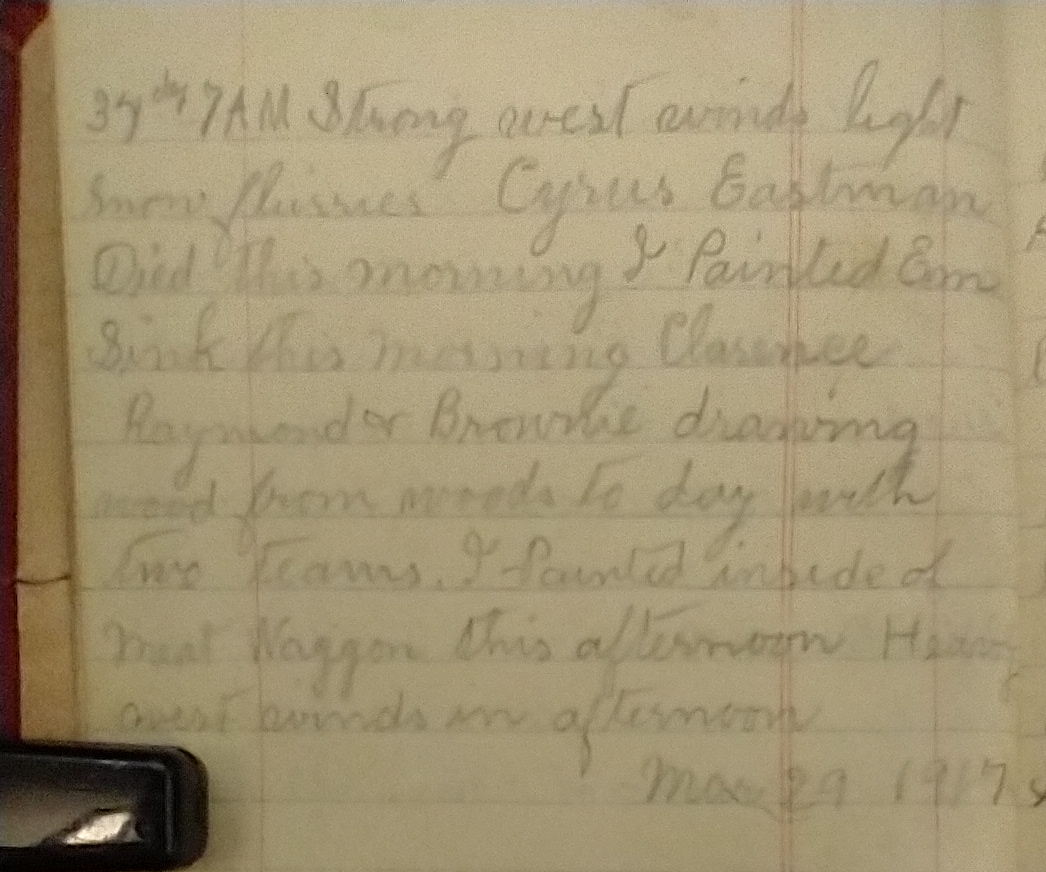 37 dg 7AM Strong west winds light
Snow flurries Cyrus Eastman
Died This morning I Painted Em
Sink this morning Clarence
Raymond & Brownie drawing
wood from woods to day with
Two Teams. I Painted inside of
Meat Waggon this afternoon Heavy
west winds in afternoon
Mar 29 1917